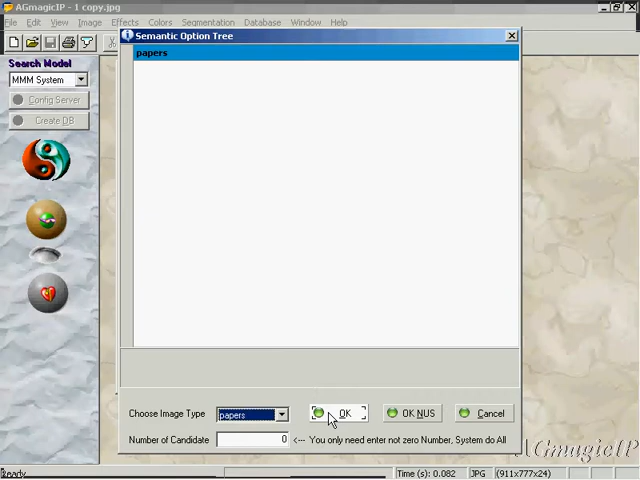 AGmagicIP - 1 copy.jpg
File Edit View Image Effects Colors Segmentation Database Window Help
Semantic Option Tree
papers
Search Model
MMM System
Config Server
Create DB
Choose Image Type papers OK OK NUS Cancel
Number of Candidate 0 <--- You only need enter not zero Number, System do All
AGmagicIP
Ready Time (s): 0.082 JPG (911x777x24)